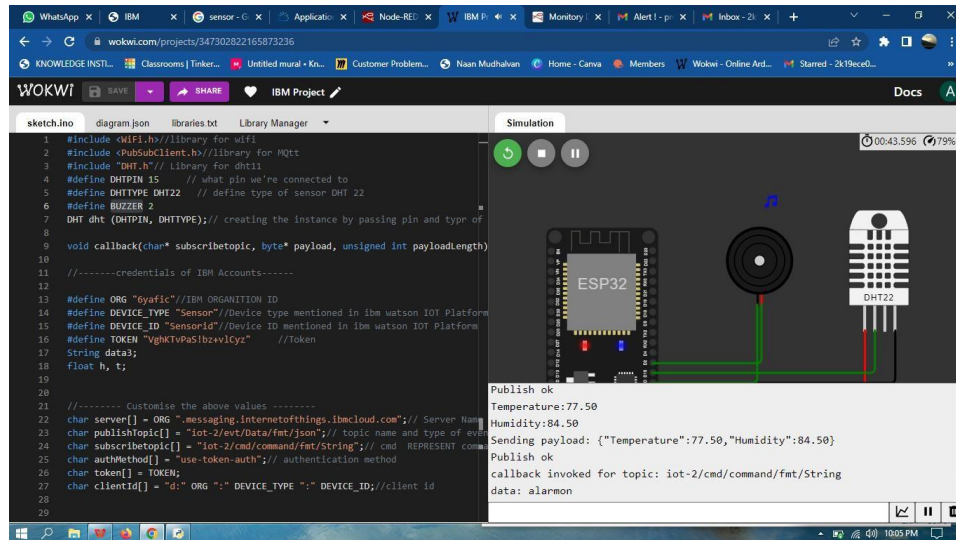 WhatsApp
IBM
sensor - G
Applicatio
Node-RED
IBM P
Monitory
Alert ! - p
Inbox - 2
wokwi.com/projects/347302822165873236
KNOWLEDGE INSTI...
Classrooms | Tinker...
Untitled mural • Kn...
Customer Problem...
Naan Mudhalvan
Home - Canva
Members
Wokwi - Online Ard...
Starred - 2k19ece0...
WOKWI
SAVE
SHARE
IBM Project
Docs
A
sketch.ino
diagram.json
libraries.txt
Library Manager
Simulation
1 #include <WiFi.h>//library for wifi
2 #include <PubSubClient.h>//library for MQtt
3 #include "DHT.h"// Library for dht11
4 #define DHTPIN 15 // what pin we're connected to
5 #define DHTTYPE DHT22 // define type of sensor DHT 22
6 #define BUZZER 2
7 DHT dht (DHTPIN, DHTTYPE);// creating the instance by passing pin and typr of
8
9 void callback(char* subscribetopic, byte* payload, unsigned int payloadLength)
10
11 //-------credentials of IBM Accounts------
12
13 #define ORG "6yafic"//IBM ORGANITION ID
14 #define DEVICE_TYPE "Sensor"//Device type mentioned in ibm watson IOT Platform
15 #define DEVICE_ID "Sensorid"//Device ID mentioned in ibm watson IOT Platform
16 #define TOKEN "VghKTvPaS!bz+vlCyz" //Token
17 String data3;
18 float h, t;
19
20
21 //-------- Customise the above values --------
22 char server[] = ORG ".messaging.internetofthings.ibmcloud.com";// Server Name
23 char publishTopic[] = "iot-2/evt/Data/fmt/json";// topic name and type of even
24 char subscribetopic[] = "iot-2/cmd/command/fmt/String";// cmd REPRESENT comma
25 char authMethod[] = "use-token-auth";// authentication method
26 char token[] = TOKEN;
27 char clientId[] = "d:" ORG ":" DEVICE_TYPE ":" DEVICE_ID;//client id
28
29
00:43.596
79%
ESP32
DHT22
Publish ok
Temperature:77.50
Humidity:84.50
Sending payload: {"Temperature":77.50,"Humidity":84.50}
Publish ok
callback invoked for topic: iot-2/cmd/command/fmt/String
data: alarmon
10:05 PM